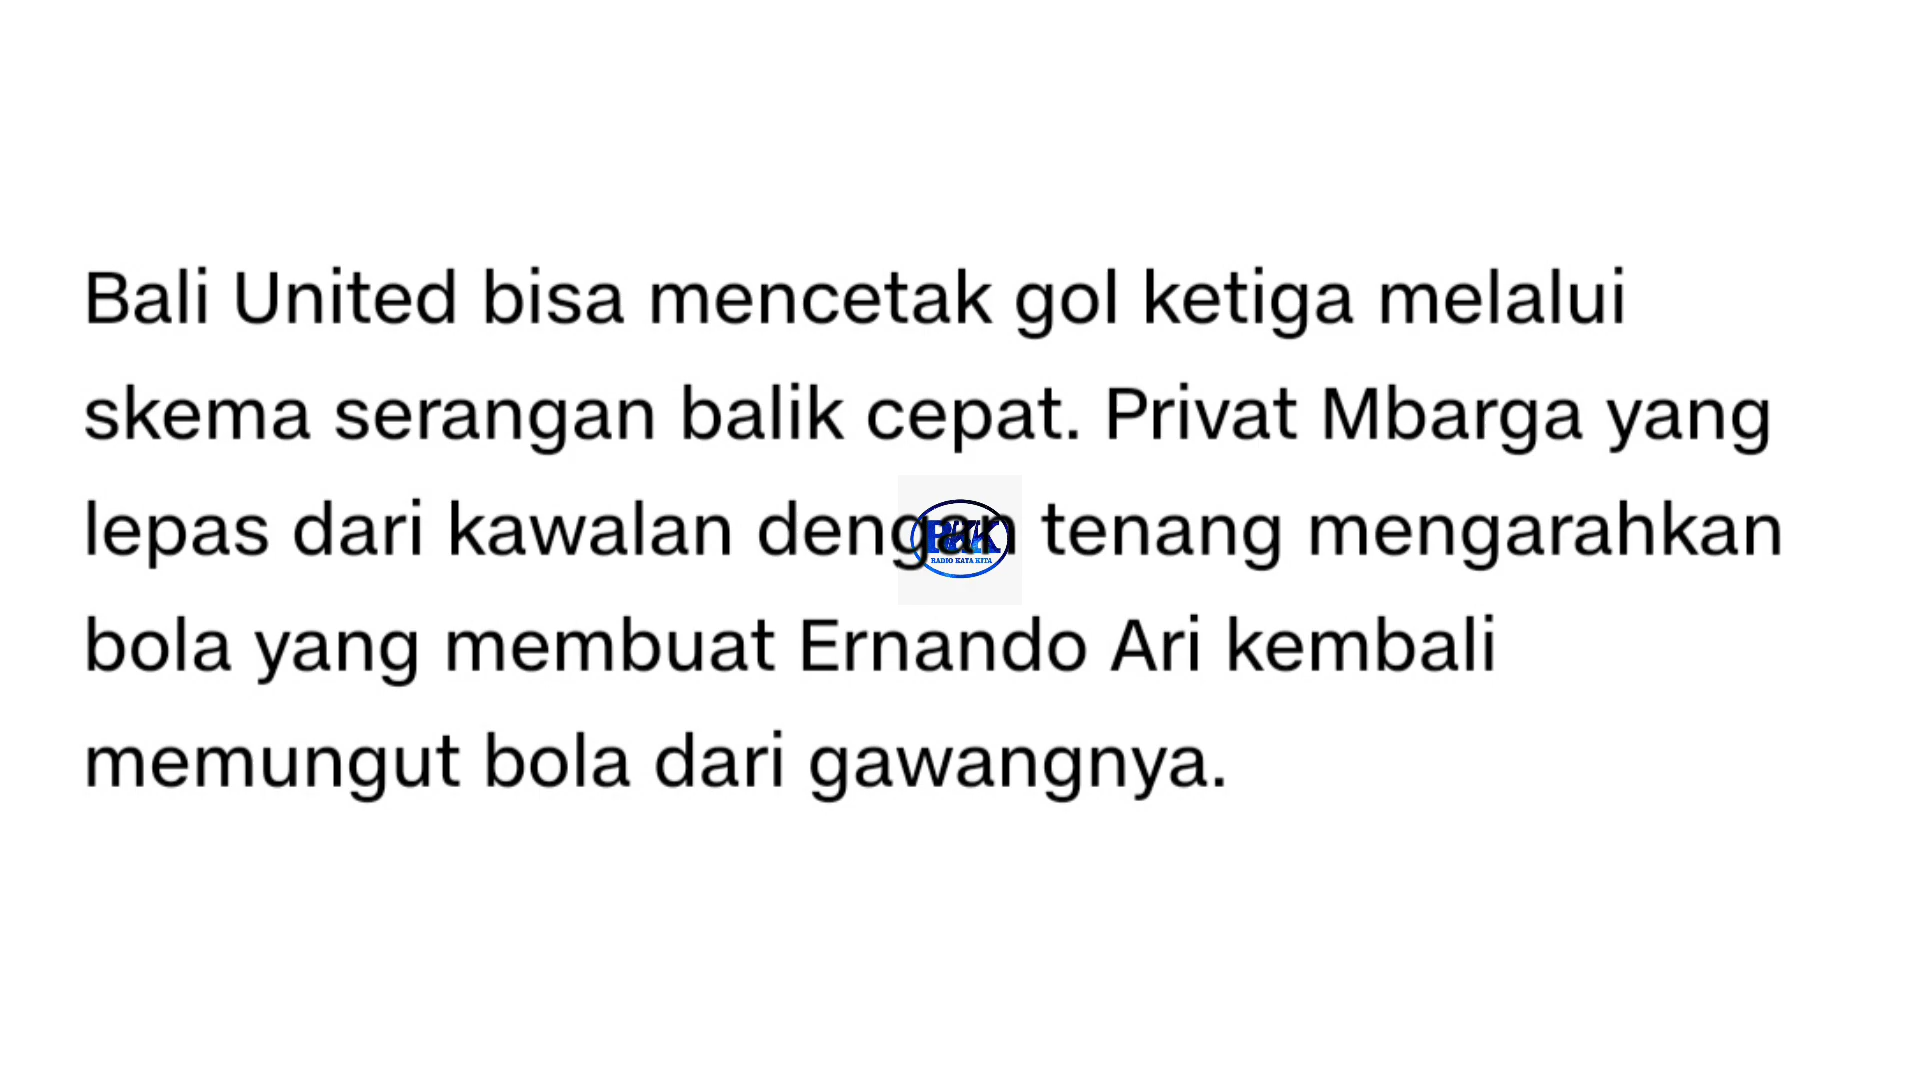 Bali United bisa mencetak gol ketiga melalui
skema serangan balik cepat. Privat Mbarga yang
lepas dari kawalan dengan tenang mengarahkan
RADIO KATA KITA
bola yang membuat Ernando Ari kembali
memungut bola dari gawangnya.